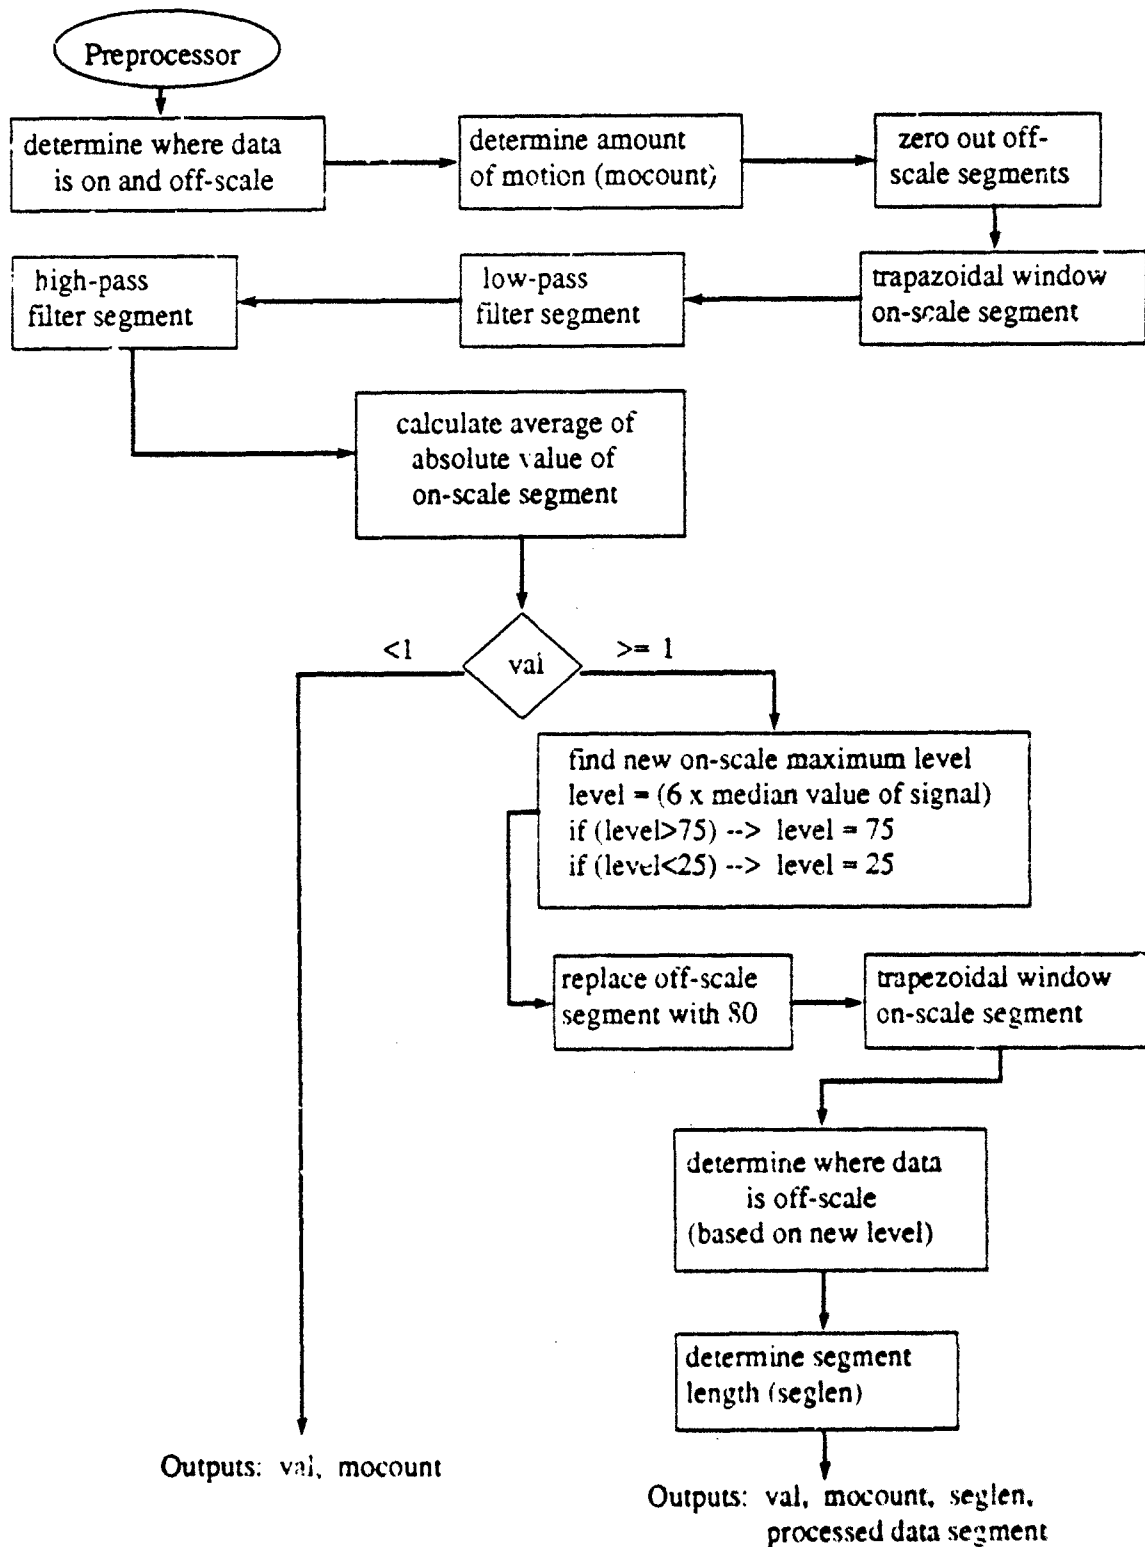 Preprocessor
determine where data
is on and off-scale
determine amount
of motion (mocount)
zero out off-
scale segments
trapazoidal window
on-scale segment
low-pass
filter segment
high-pass
filter segment
calculate average of
absolute value of
on-scale segment
<1
val
>= 1
find new on-scale maximum level
level = (6 x median value of signal)
if (level>75) --> level = 75
if (level<25) --> level = 25
replace off-scale
segment with 80
trapezoidal window
on-scale segment
determine where data
is off-scale
(based on new level)
determine segment
length (seglen)
Outputs: val, mocount
Outputs: val, mocount, seglen,
processed data segment